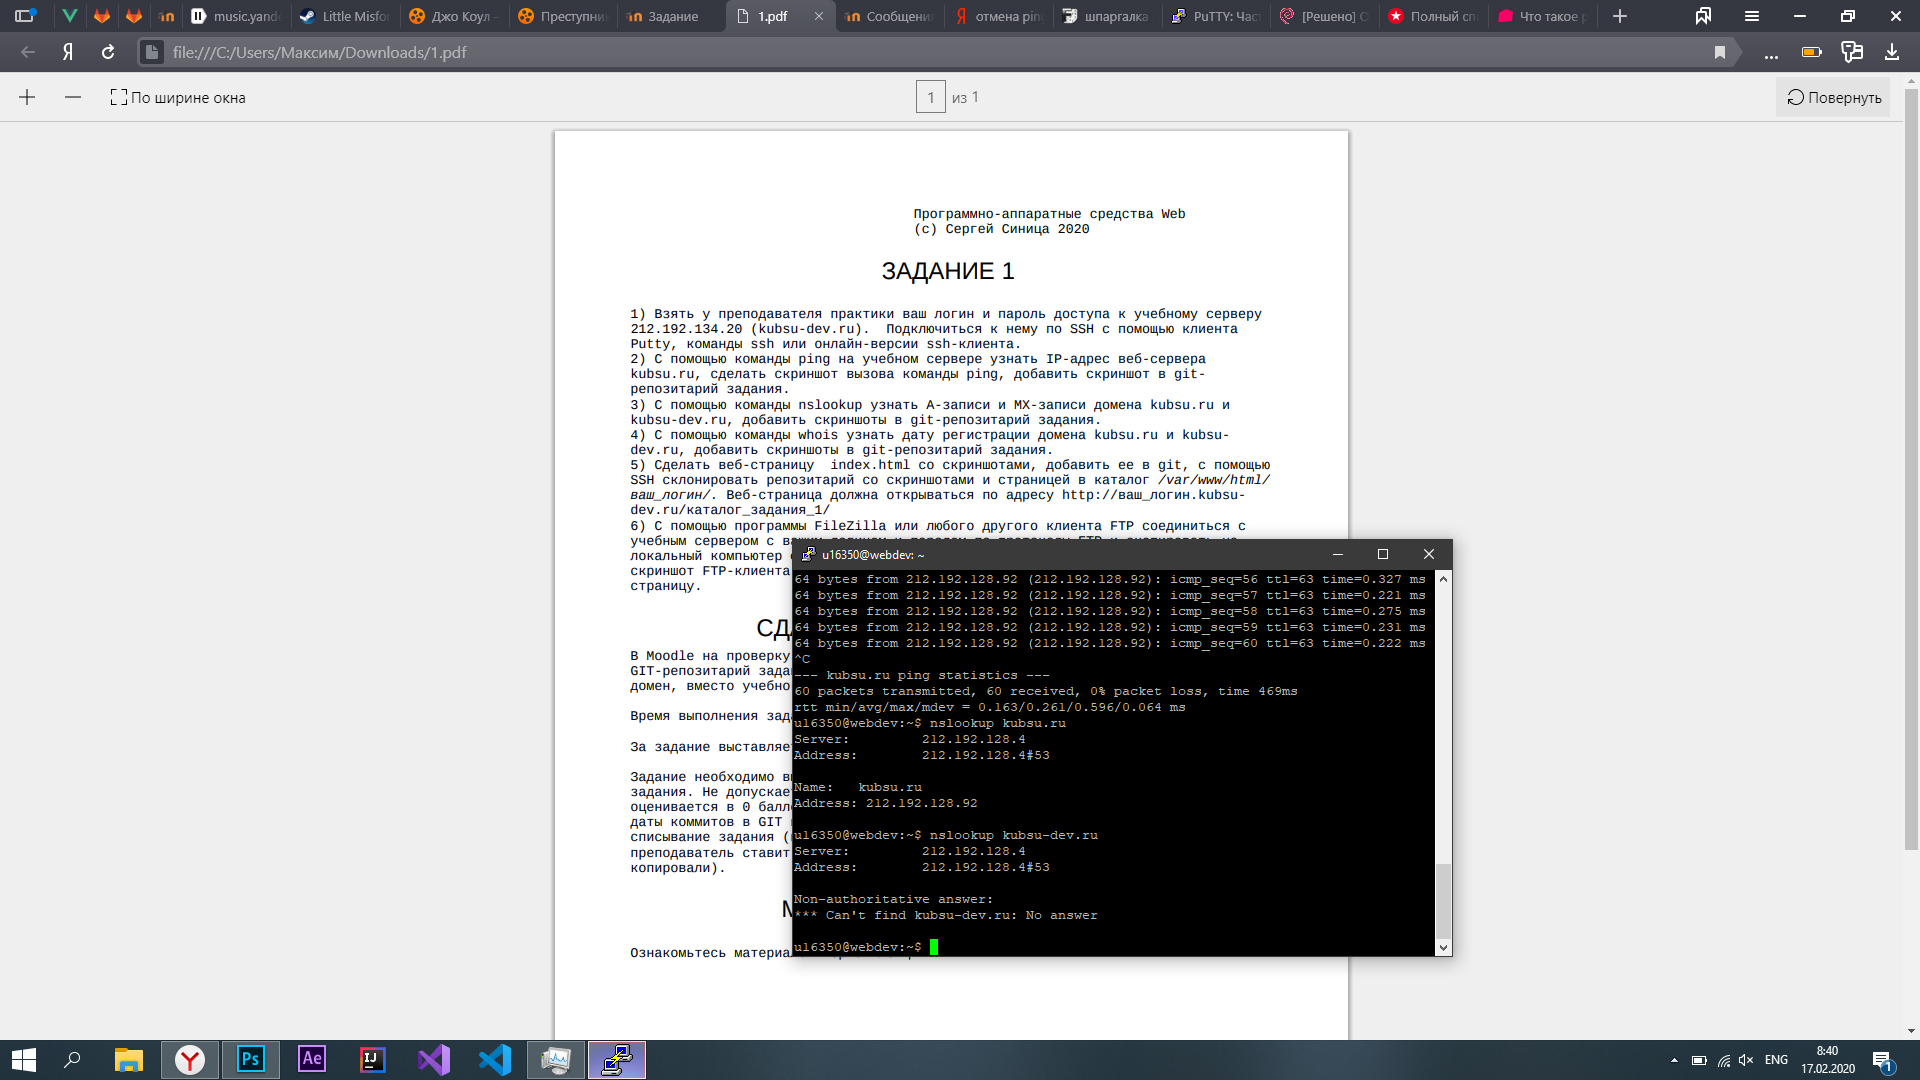 music.yand
Little Misfo
Джо Коул –
Преступни
Задание
1.pdf
Сообщени
отмена pin
шпаргалка
PuTTY: Час
[Решено]
Полный сп
Что такое
Я
file:///C:/Users/Максим/Downloads/1.pdf
По ширине окна
1 из 1
Повернуть
Программно-аппаратные средства Web
(c) Сергей Синица 2020
ЗАДАНИЕ 1
1) Взять у преподавателя практики ваш логин и пароль доступа к учебному серверу
212.192.134.20 (kubsu-dev.ru).  Подключиться к нему по SSH с помощью клиента
Putty, команды ssh или онлайн-версии ssh-клиента.
2) С помощью команды ping на учебном сервере узнать IP-адрес веб-сервера
kubsu.ru, сделать скриншот вызова команды ping, добавить скриншот в git-
репозитарий задания.
3) С помощью команды nslookup узнать A-записи и MX-записи домена kubsu.ru и
kubsu-dev.ru, добавить скриншоты в git-репозитарий задания.
4) С помощью команды whois узнать дату регистрации домена kubsu.ru и kubsu-
dev.ru, добавить скриншоты в git-репозитарий задания.
5) Сделать веб-страницу  index.html со скриншотами, добавить ее в git, с помощью
SSH склонировать репозитарий со скриншотами и страницей в каталог /var/www/html/
ваш_логин/. Веб-страница должна открываться по адресу http://ваш_логин.kubsu-
dev.ru/каталог_задания_1/
6) С помощью программы FileZilla или любого другого клиента FTP соединиться с
учебным сервером с
локальный компьютер
скриншот FTP-клиента
страницу.
СД
В Moodle на проверку
GIT-репозитарий зада
домен, вместо учебно
Время выполнения зад
За задание выставляе
Задание необходимо в
задания. Не допускае
оценивается в 0 балл
даты коммитов в GIT
списывание задания (
преподаватель ставит
копировали).
М
Ознакомьтесь материа
u16350@webdev: ~
64 bytes from 212.192.128.92 (212.192.128.92): icmp_seq=56 ttl=63 time=0.327 ms
64 bytes from 212.192.128.92 (212.192.128.92): icmp_seq=57 ttl=63 time=0.221 ms
64 bytes from 212.192.128.92 (212.192.128.92): icmp_seq=58 ttl=63 time=0.275 ms
64 bytes from 212.192.128.92 (212.192.128.92): icmp_seq=59 ttl=63 time=0.231 ms
64 bytes from 212.192.128.92 (212.192.128.92): icmp_seq=60 ttl=63 time=0.222 ms
^C
--- kubsu.ru ping statistics ---
60 packets transmitted, 60 received, 0% packet loss, time 469ms
rtt min/avg/max/mdev = 0.163/0.261/0.596/0.064 ms
u16350@webdev:~$ nslookup kubsu.ru
Server:         212.192.128.4
Address:        212.192.128.4#53
Name:   kubsu.ru
Address: 212.192.128.92
u16350@webdev:~$ nslookup kubsu-dev.ru
Server:         212.192.128.4
Address:        212.192.128.4#53
Non-authoritative answer:
*** Can't find kubsu-dev.ru: No answer
u16350@webdev:~$
Ps
Ae
IJ
ENG
8:40
17.02.2020
1